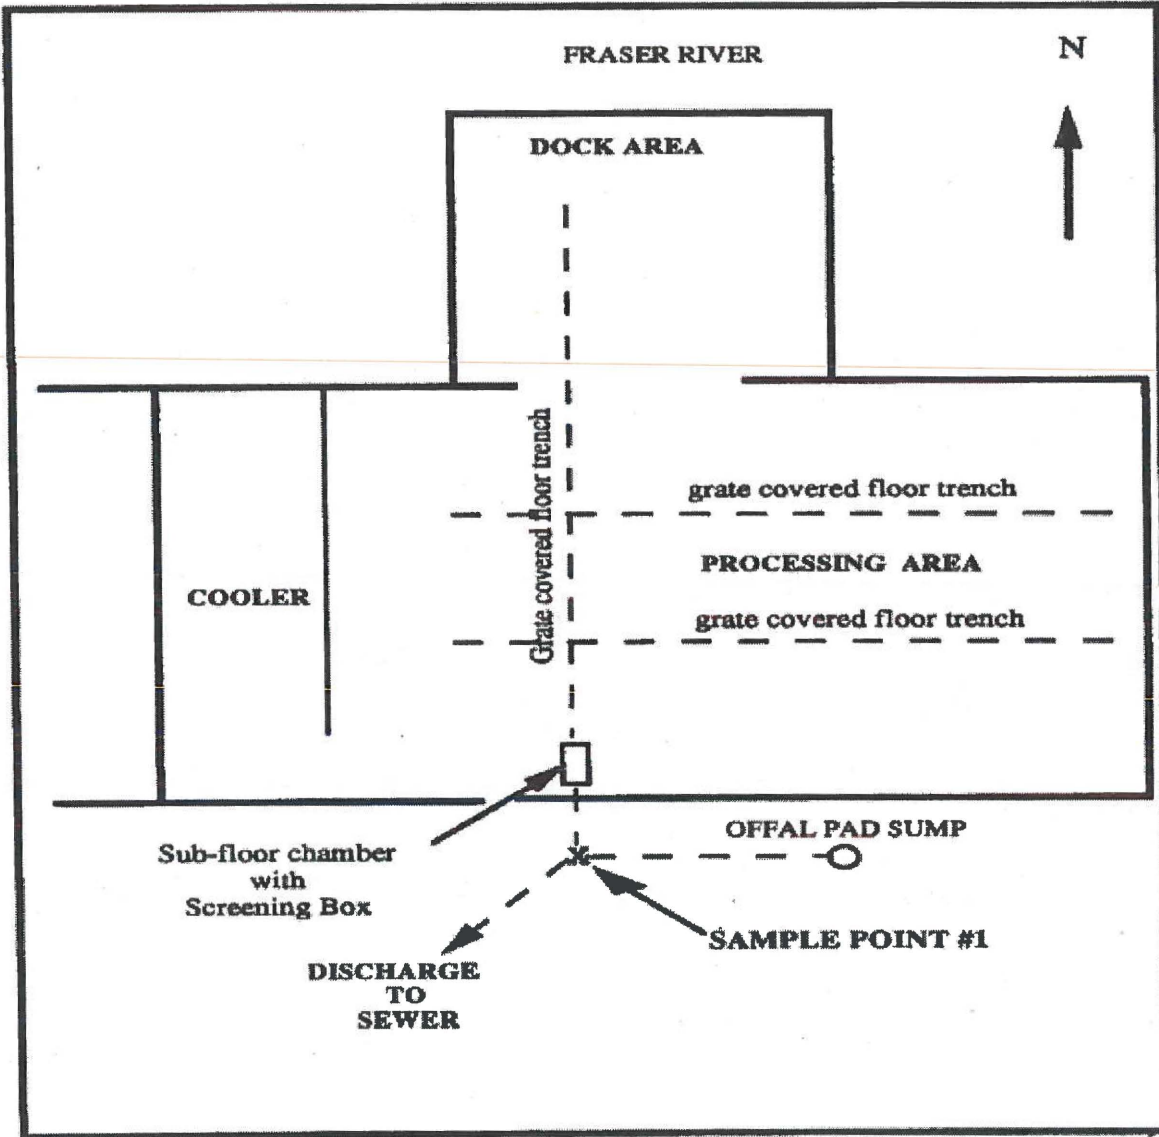 FRASER RIVER
N
DOCK AREA
Grate covered floor trench
grate covered floor trench
PROCESSING AREA
COOLER
grate covered floor trench
OFFAL PAD SUMP
Sub-floor chamber
with
Screening Box
SAMPLE POINT #1
DISCHARGE
TO
SEWER